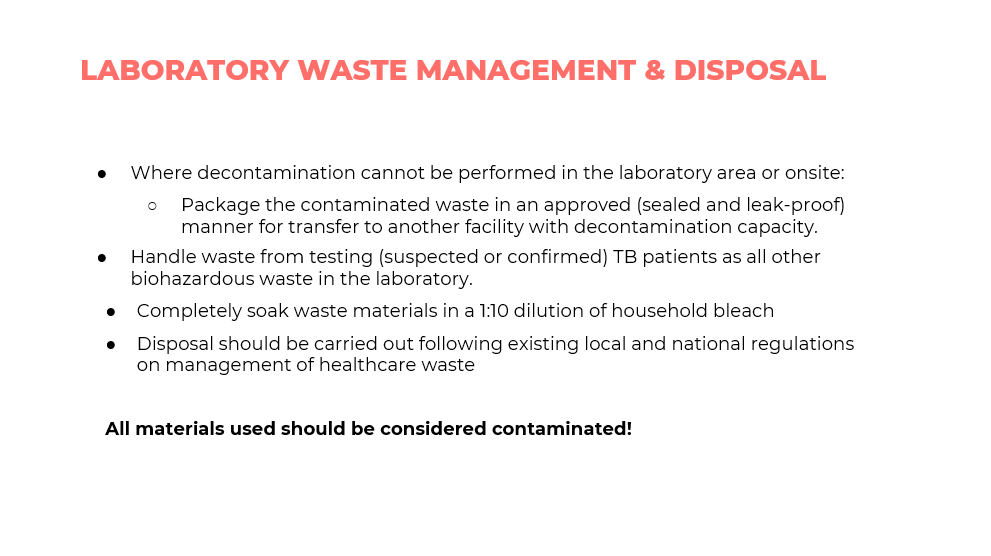 LABORATORY WASTE MANAGEMENT & DISPOSAL
● Where decontamination cannot be performed in the laboratory area or onsite:
○ Package the contaminated waste in an approved (sealed and leak-proof)
manner for transfer to another facility with decontamination capacity.
● Handle waste from testing (suspected or confirmed) TB patients as all other
biohazardous waste in the laboratory.
● Completely soak waste materials in a 1:10 dilution of household bleach
● Disposal should be carried out following existing local and national regulations
on management of healthcare waste
All materials used should be considered contaminated!